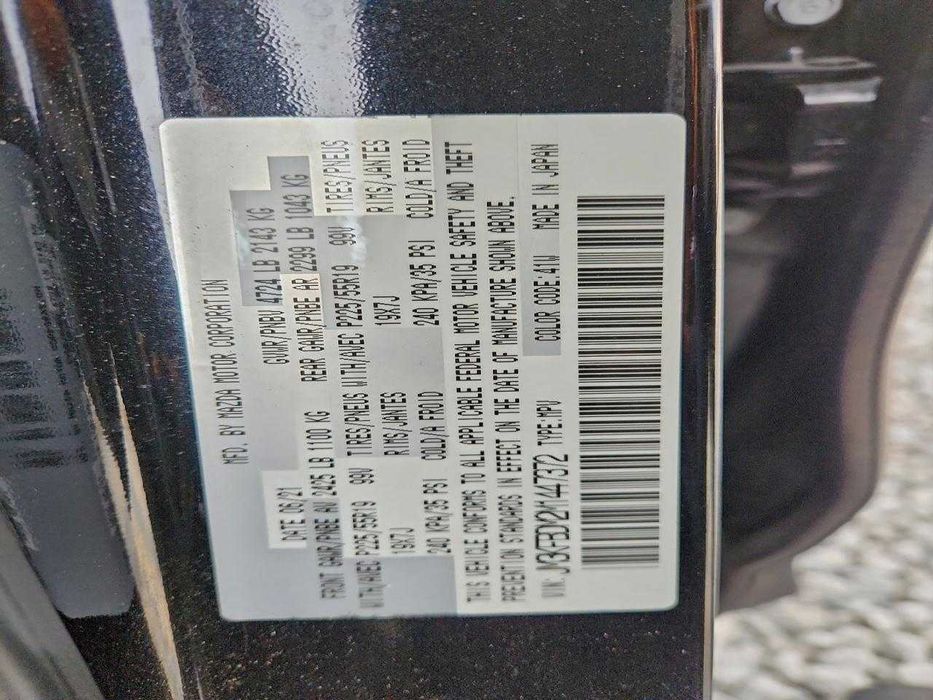 MFD. BY MAZDA MOTOR CORPORATION
DATE 06/21 GVWR/PNBV 4724 LB 2143 KG
FRONT GAWR/PNBE AV 2425 LB 1100 KG REAR GAWR/PNBE AR 2299 LB 1043 KG
WITH/AVEC P225/55R19 99V TIRES/PNEUS WITH/AVEC P225/55R19 99V TIRES/PNEUS
19X7J RIMS/JANTES 19X7J RIMS/JANTES
240 KPA/35 PSI COLD/A FROID 240 KPA/35 PSI COLD/A FROID
THIS VEHICLE CONFORMS TO ALL APPLICABLE FEDERAL MOTOR VEHICLE SAFETY AND THEFT
PREVENTION STANDARDS IN EFFECT ON THE DATE OF MANUFACTURE SHOWN ABOVE.
VIN: JM3KFBDM2M1447372 TYPE:MPV COLOR CODE:41W MADE IN JAPAN